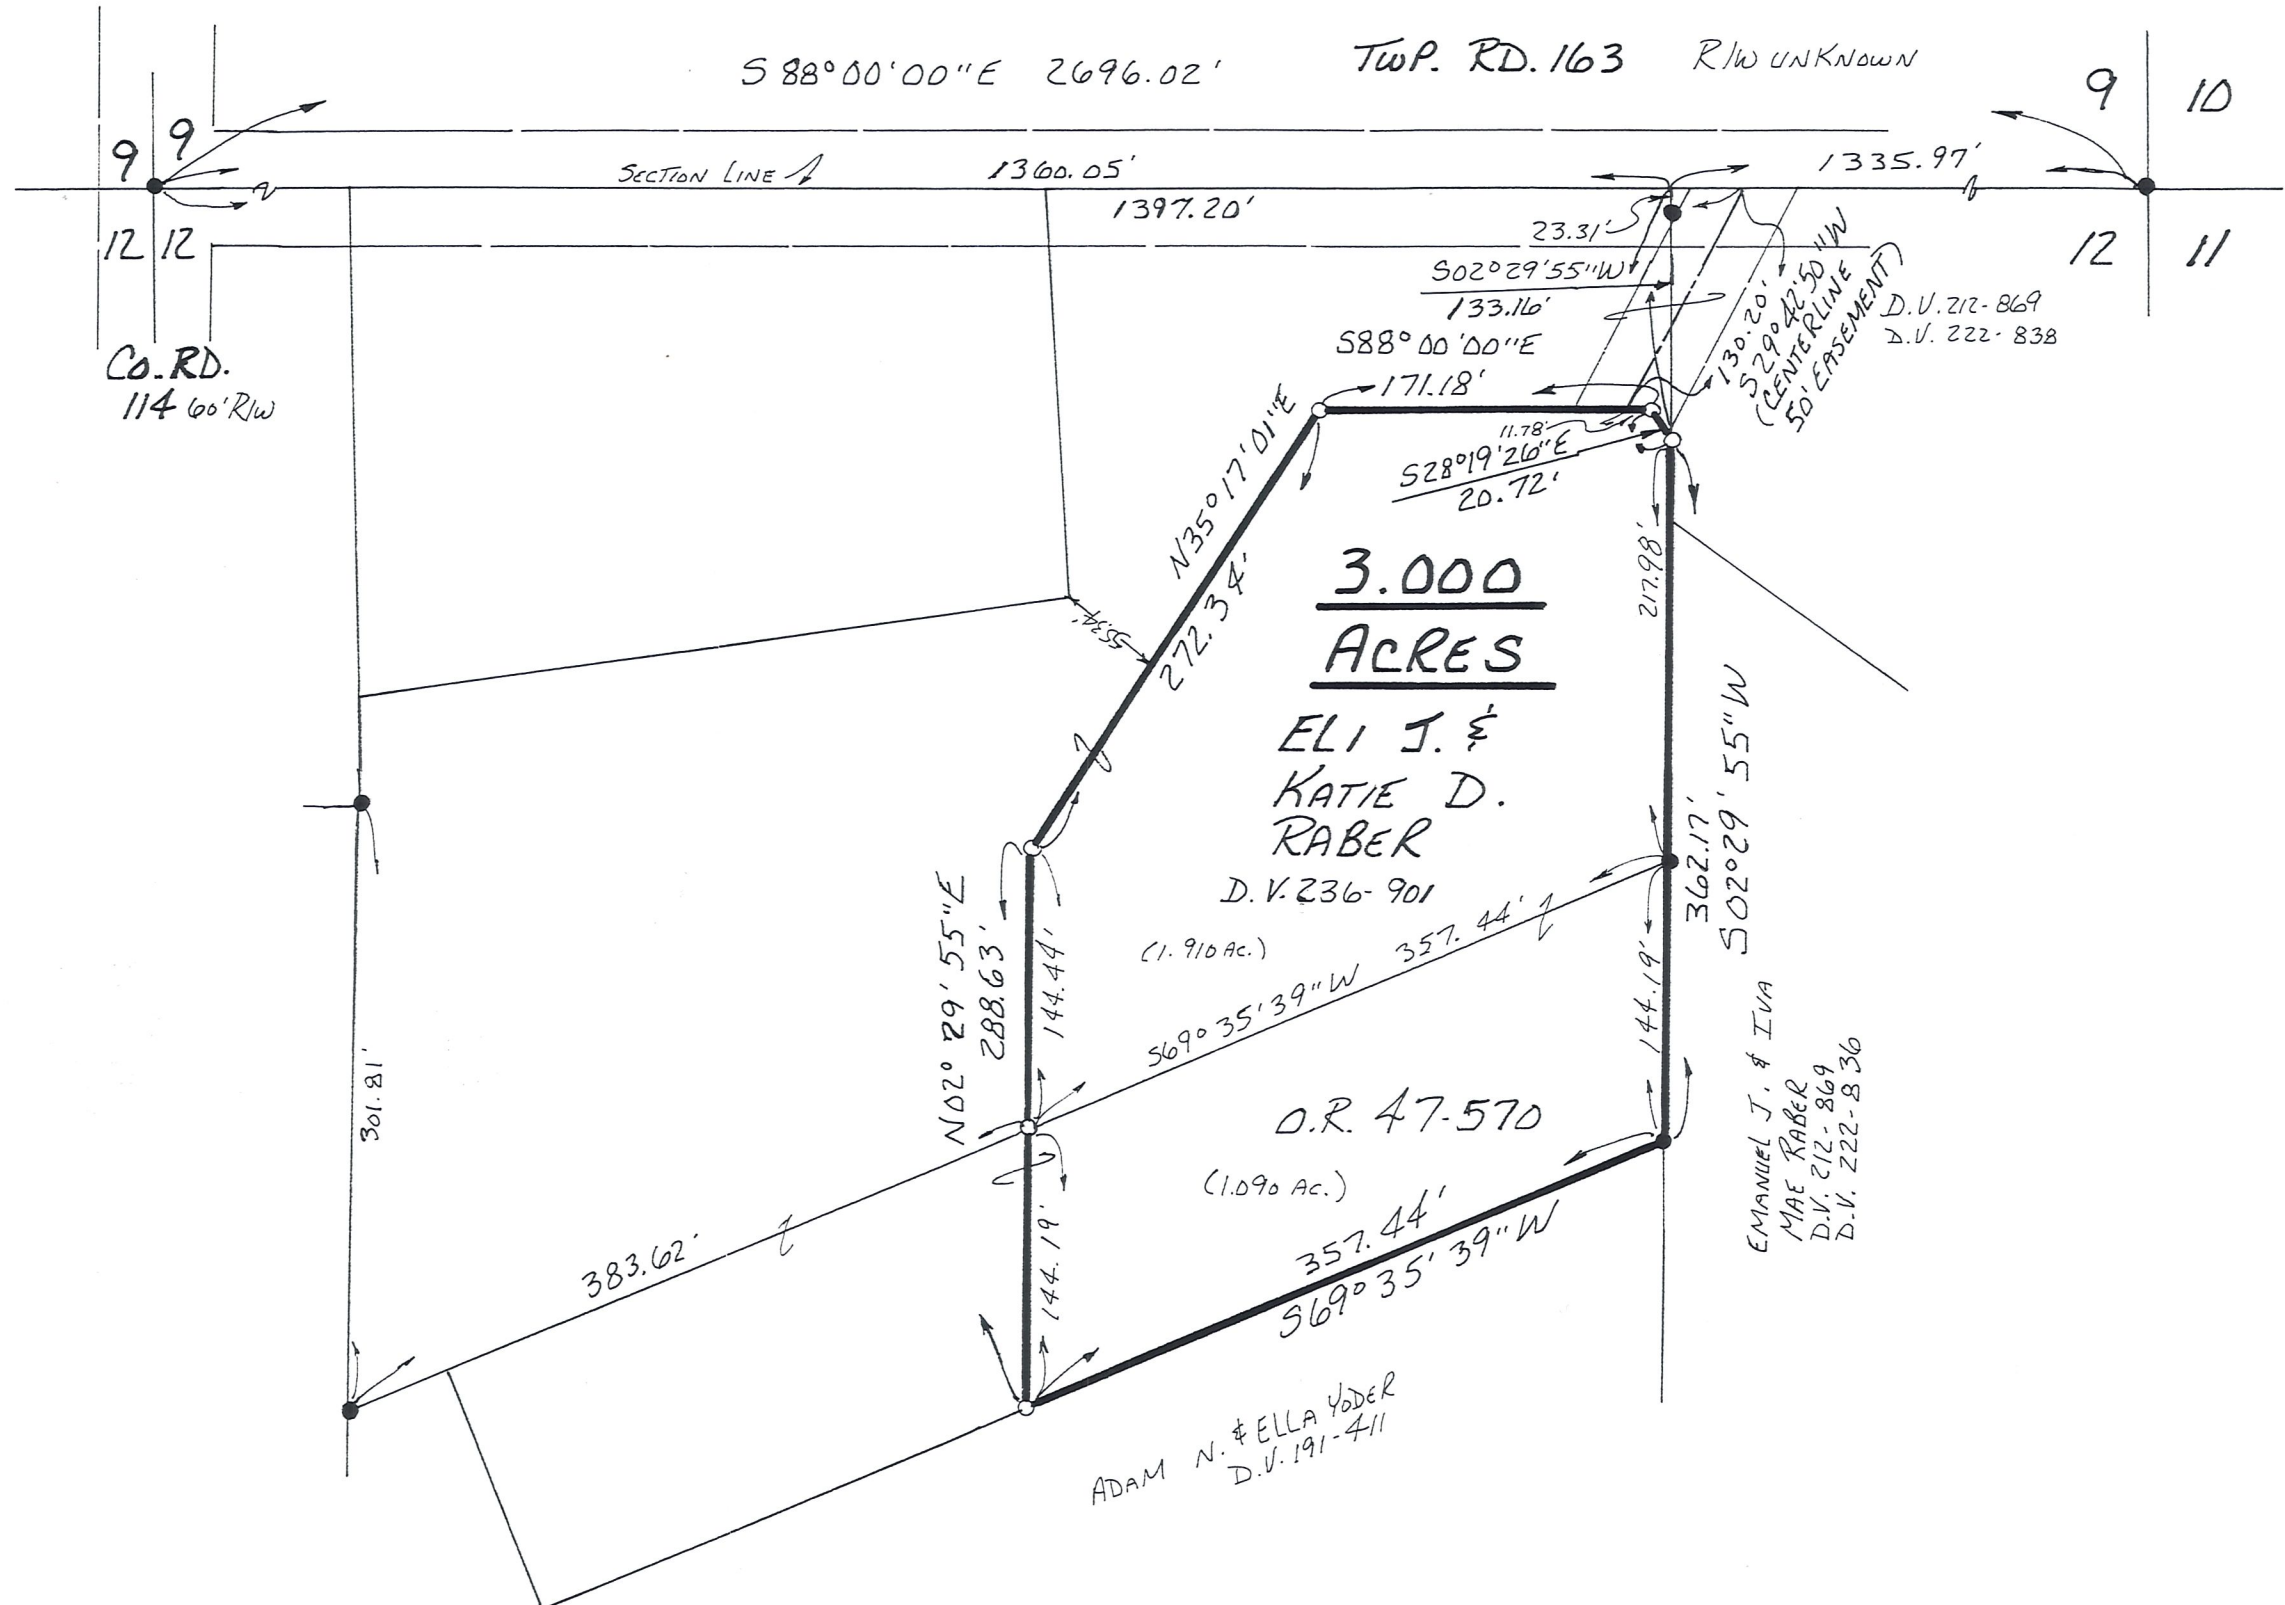 S 88° 00' 00" E 2696.02'
TWP. RD. 163 R/W UNKNOWN
9 9
9 10
SECTION LINE
1360.05'
1335.97'
1397.20'
12 12
12 11
23.31'
S02° 29' 55" W
133.16'
S88° 00' 00" E
171.18'
130.20'
S 29° 42' 50" W
(CENTERLINE
50' EASEMENT)
D.V. 212-869
D.V. 222-838
CO. RD.
114 60' R/W
11.78'
S28° 19' 26" E
20.72'
N35° 17' 01" E
272.34'
55.34'
217.98'
3.000
ACRES
ELI J. &
KATIE D.
RABER
D.V. 236-901
(1.910 AC.)
362.17'
S02° 29' 55" W
N02° 29' 55" E
288.63'
144.44'
S69° 35' 39" W 357.44'
144.19'
301.81'
O.R. 47-570
(1.090 AC.)
EMANUEL J. & IVA
MAE RABER
D.V. 212-869
D.V. 222-836
383.62'
144.19'
357.44'
S69° 35' 39" W
ADAM N. & ELLA YODER
D.V. 191-411